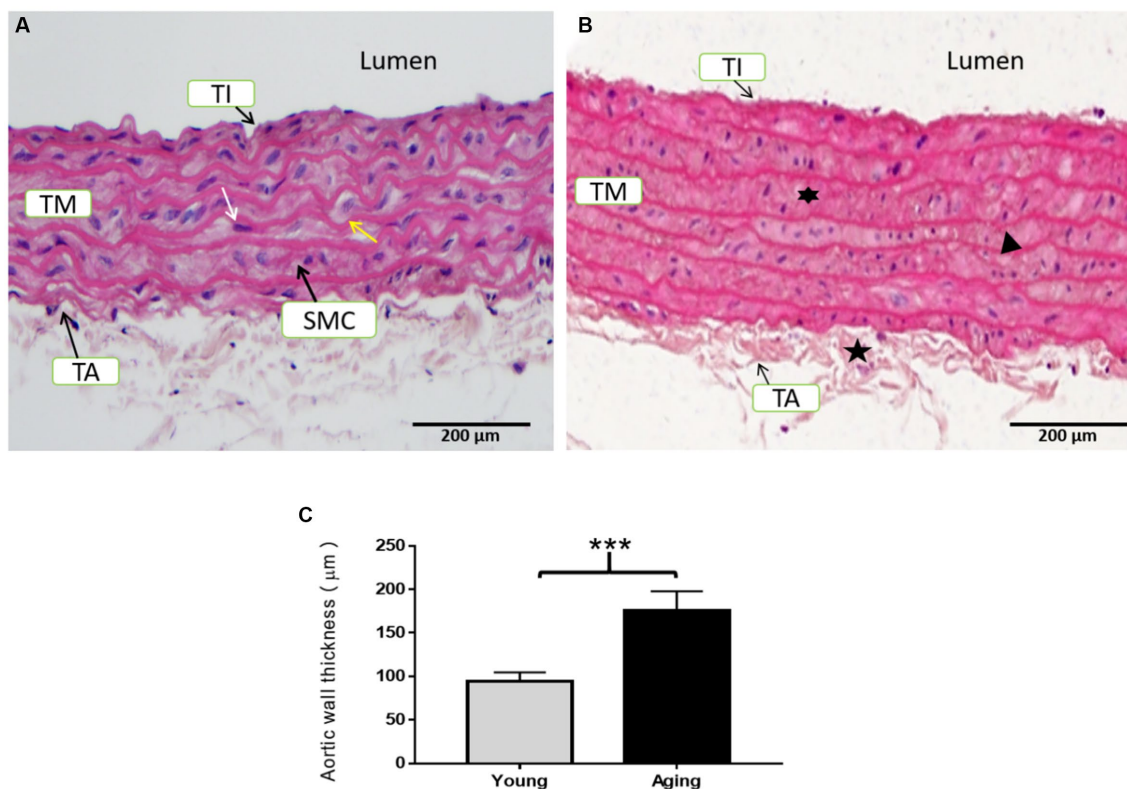 A
Lumen
TI
TM
SMC
TA
200 μm
B
Lumen
TI
TM
TA
200 μm
C
***
Aortic wall thickness ( μm )
250
200
150
100
50
0
Young
Aging